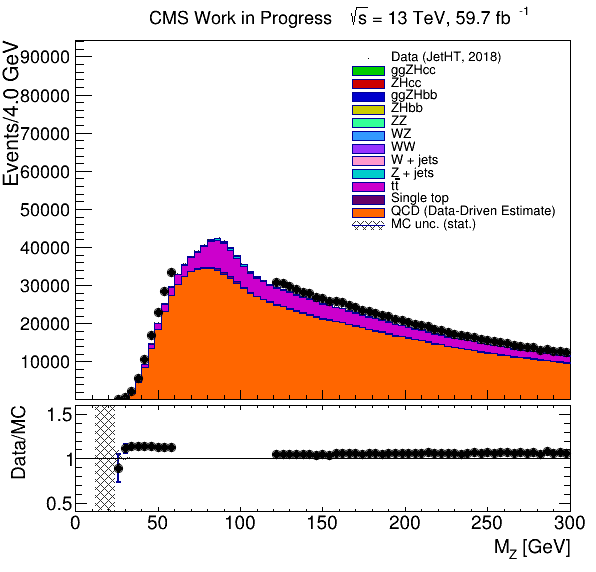 CMS Work in Progress √s = 13 TeV, 59.7 fb⁻¹
Events/4.0 GeV
90000
80000
70000
60000
50000
40000
30000
20000
10000
Data (JetHT, 2018)
ggZHcc
ZHcc
ggZHbb
ZHbb
ZZ
WZ
WW
W + jets
Z + jets
tt̅
Single top
QCD (Data-Driven Estimate)
MC unc. (stat.)
Data/MC
1.5
1
0.5
0 50 100 150 200 250 300
M_Z [GeV]